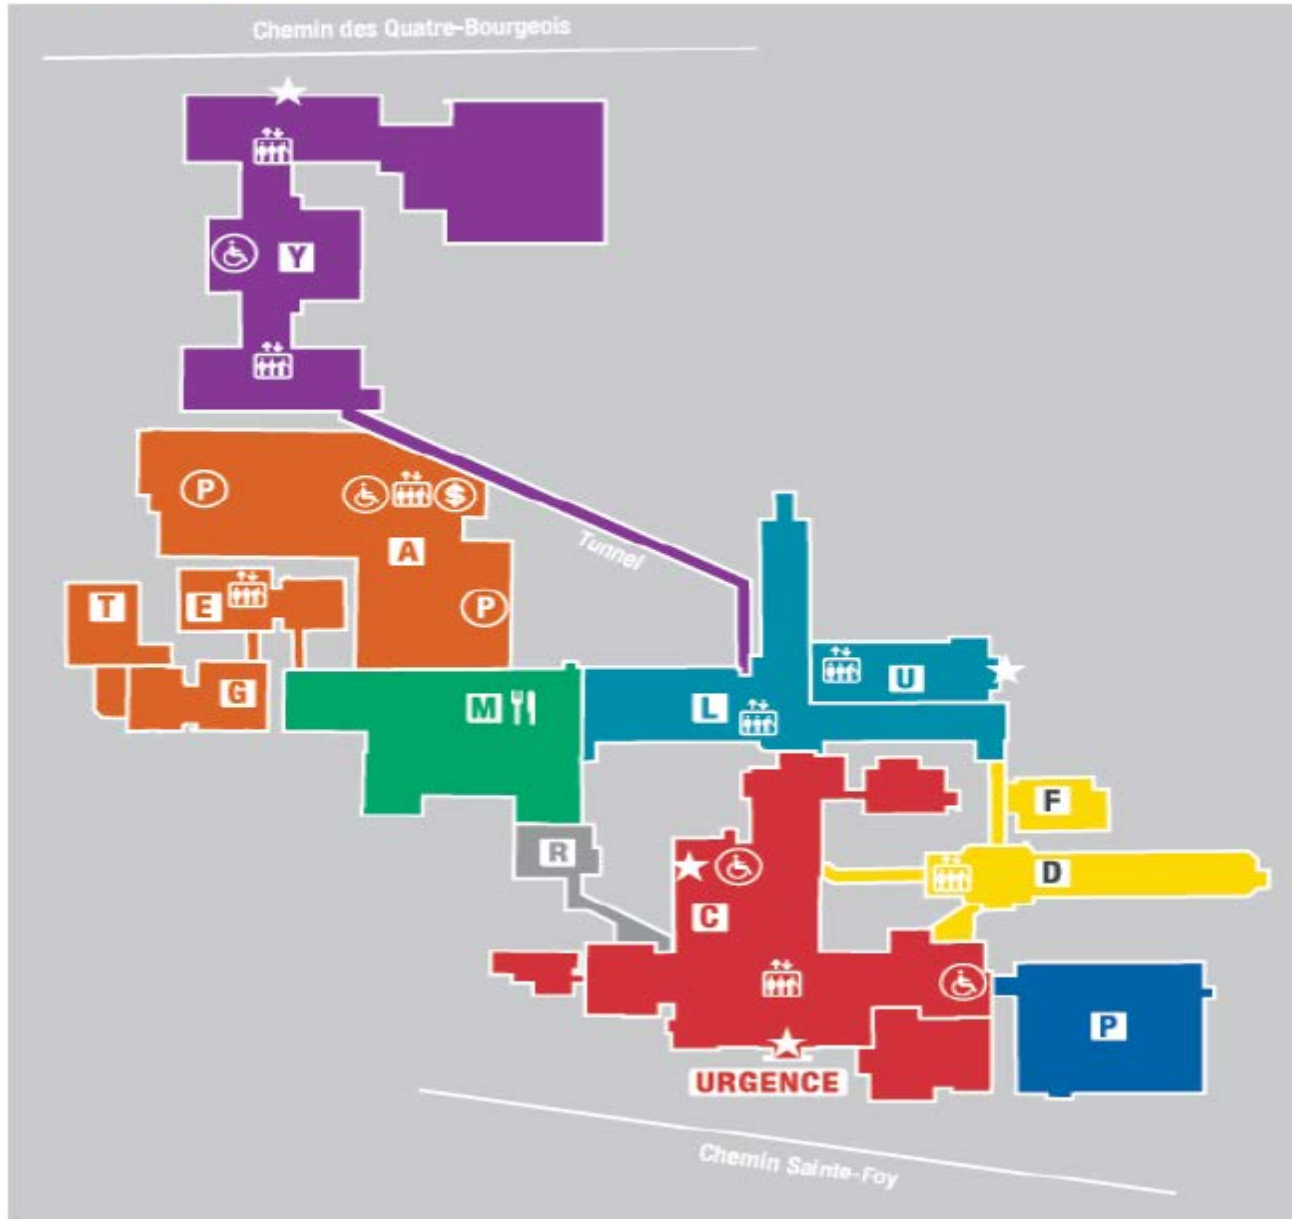 Chemin des Quatre-Bourgeois
Y
P
$
A
Tunnel
T
E
P
G
M
L
U
F
R
D
C
P
URGENCE
Chemin Sainte-Foy